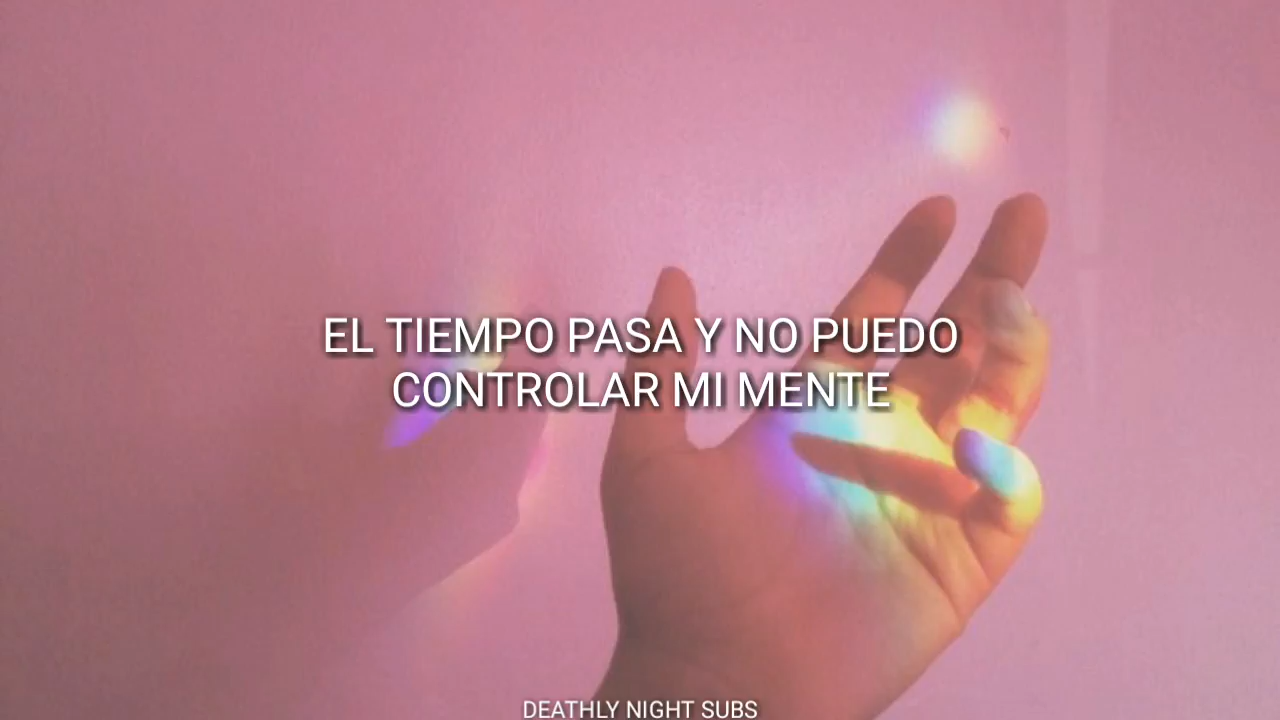 EL TIEMPO PASA Y NO PUEDO
CONTROLAR MI MENTE
DEATHLY NIGHT SUBS